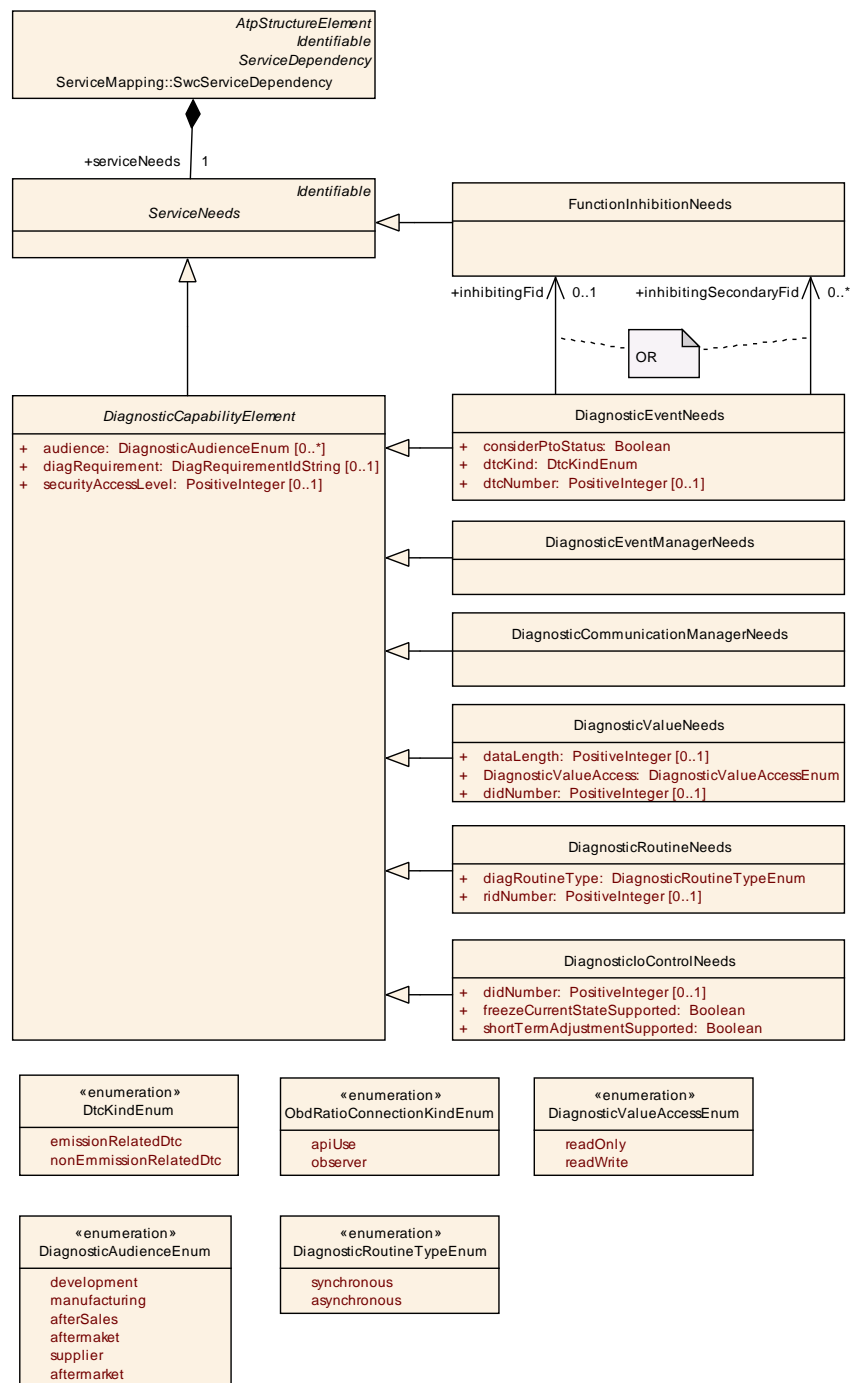 AtpStructureElement
Identifiable
ServiceDependency
ServiceMapping::SwcServiceDependency
+serviceNeeds 1
Identifiable
ServiceNeeds
FunctionInhibitionNeeds
+inhibitingFid 0..1 +inhibitingSecondaryFid 0..*
OR
DiagnosticCapabilityElement
+ audience: DiagnosticAudienceEnum [0..*]
+ diagRequirement: DiagRequirementIdString [0..1]
+ securityAccessLevel: PositiveInteger [0..1]
DiagnosticEventNeeds
+ considerPtoStatus: Boolean
+ dtcKind: DtcKindEnum
+ dtcNumber: PositiveInteger [0..1]
DiagnosticEventManagerNeeds
DiagnosticCommunicationManagerNeeds
DiagnosticValueNeeds
+ dataLength: PositiveInteger [0..1]
+ DiagnosticValueAccess: DiagnosticValueAccessEnum
+ didNumber: PositiveInteger [0..1]
DiagnosticRoutineNeeds
+ diagRoutineType: DiagnosticRoutineTypeEnum
+ ridNumber: PositiveInteger [0..1]
DiagnosticIoControlNeeds
+ didNumber: PositiveInteger [0..1]
+ freezeCurrentStateSupported: Boolean
+ shortTermAdjustmentSupported: Boolean
«enumeration»
DtcKindEnum
emissionRelatedDtc
nonEmmissionRelatedDtc
«enumeration»
ObdRatioConnectionKindEnum
apiUse
observer
«enumeration»
DiagnosticValueAccessEnum
readOnly
readWrite
«enumeration»
DiagnosticAudienceEnum
development
manufacturing
afterSales
aftermaket
supplier
aftermarket
«enumeration»
DiagnosticRoutineTypeEnum
synchronous
asynchronous